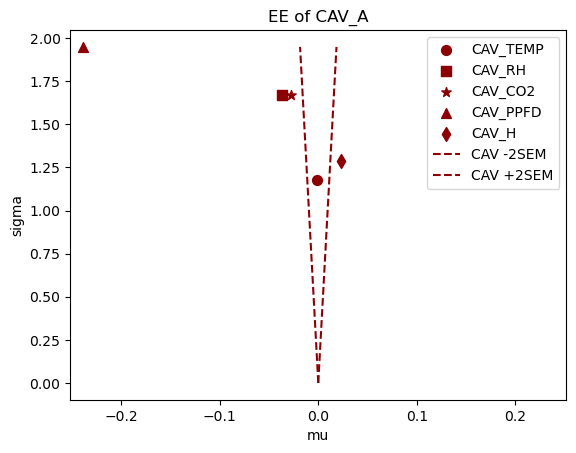 EE of CAV_A
CAV_TEMP
CAV_RH
CAV_CO2
CAV_PPFD
CAV_H
CAV -2SEM
CAV +2SEM
2.00
1.75
1.50
1.25
1.00
0.75
0.50
0.25
0.00
sigma
−0.2 −0.1 0.0 0.1 0.2
mu